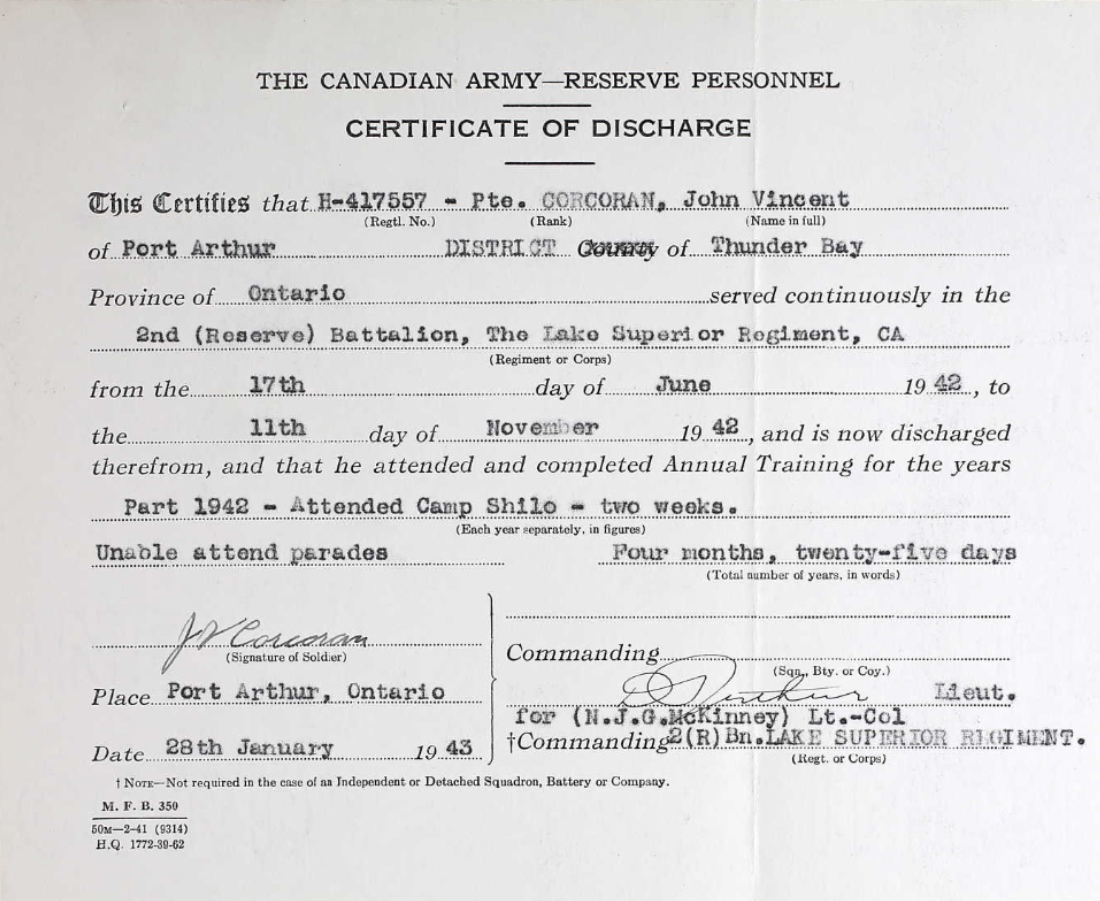 THE CANADIAN ARMY—RESERVE PERSONNEL
CERTIFICATE OF DISCHARGE
This Certifies that H-417557 - Pte. CORCORAN, John Vincent
(Regtl. No.) (Rank) (Name in full)
of Port Arthur DISTRICT County of Thunder Bay
Province of Ontario served continuously in the
2nd (Reserve) Battalion, The Lake Superior Regiment, CA
(Regiment or Corps)
from the 17th day of June 19 42, to
the 11th day of November 19 42, and is now discharged
therefrom, and that he attended and completed Annual Training for the years
Part 1942 - Attended Camp Shilo - two weeks.
(Each year separately, in figures)
Unable attend parades Four months, twenty-five days
(Total number of years, in words)
J V Corcoran
(Signature of Soldier)
Place Port Arthur, Ontario
Date 28th January 19 43
Commanding
(Sqn., Bty. or Coy.)
Lieut.
for (N.J.G.McKinney) Lt.-Col
†Commanding 2(R)Bn.LAKE SUPERIOR REGIMENT.
(Regt. or Corps)
† NOTE—Not required in the case of an Independent or Detached Squadron, Battery or Company.
M. F. B. 350
50M—2-41 (9314)
H.Q. 1772-39-62